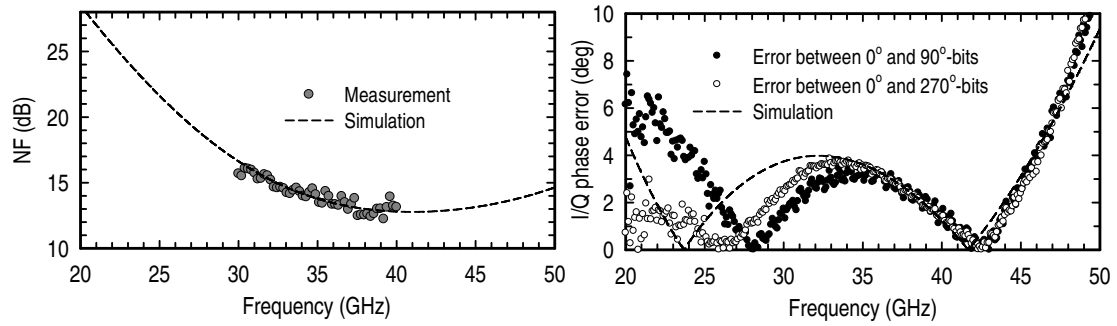 NF (dB)
25
20
15
10
20 25 30 35 40 45 50
Frequency (GHz)
Measurement
Simulation
I/Q phase error (deg)
10
8
6
4
2
0
20 25 30 35 40 45 50
Frequency (GHz)
Error between 0° and 90°-bits
Error between 0° and 270°-bits
Simulation